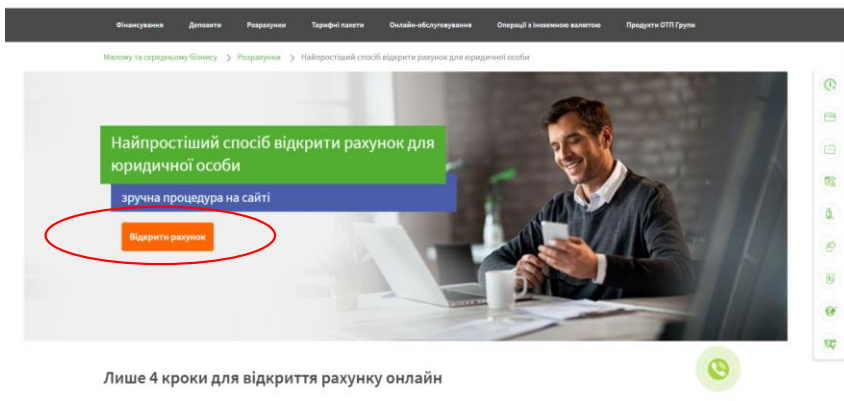 Фінансування Депозити Розрахунки Тарифні пакети Онлайн-обслуговування Операції з іноземною валютою Продукти ОТП Групи
Малому та середньому бізнесу > Розрахунки > Найпростіший спосіб відкрити рахунок для юридичної особи
Найпростіший спосіб відкрити рахунок для
юридичної особи
зручна процедура на сайті
Відкрити рахунок
Лише 4 кроки для відкриття рахунку онлайн